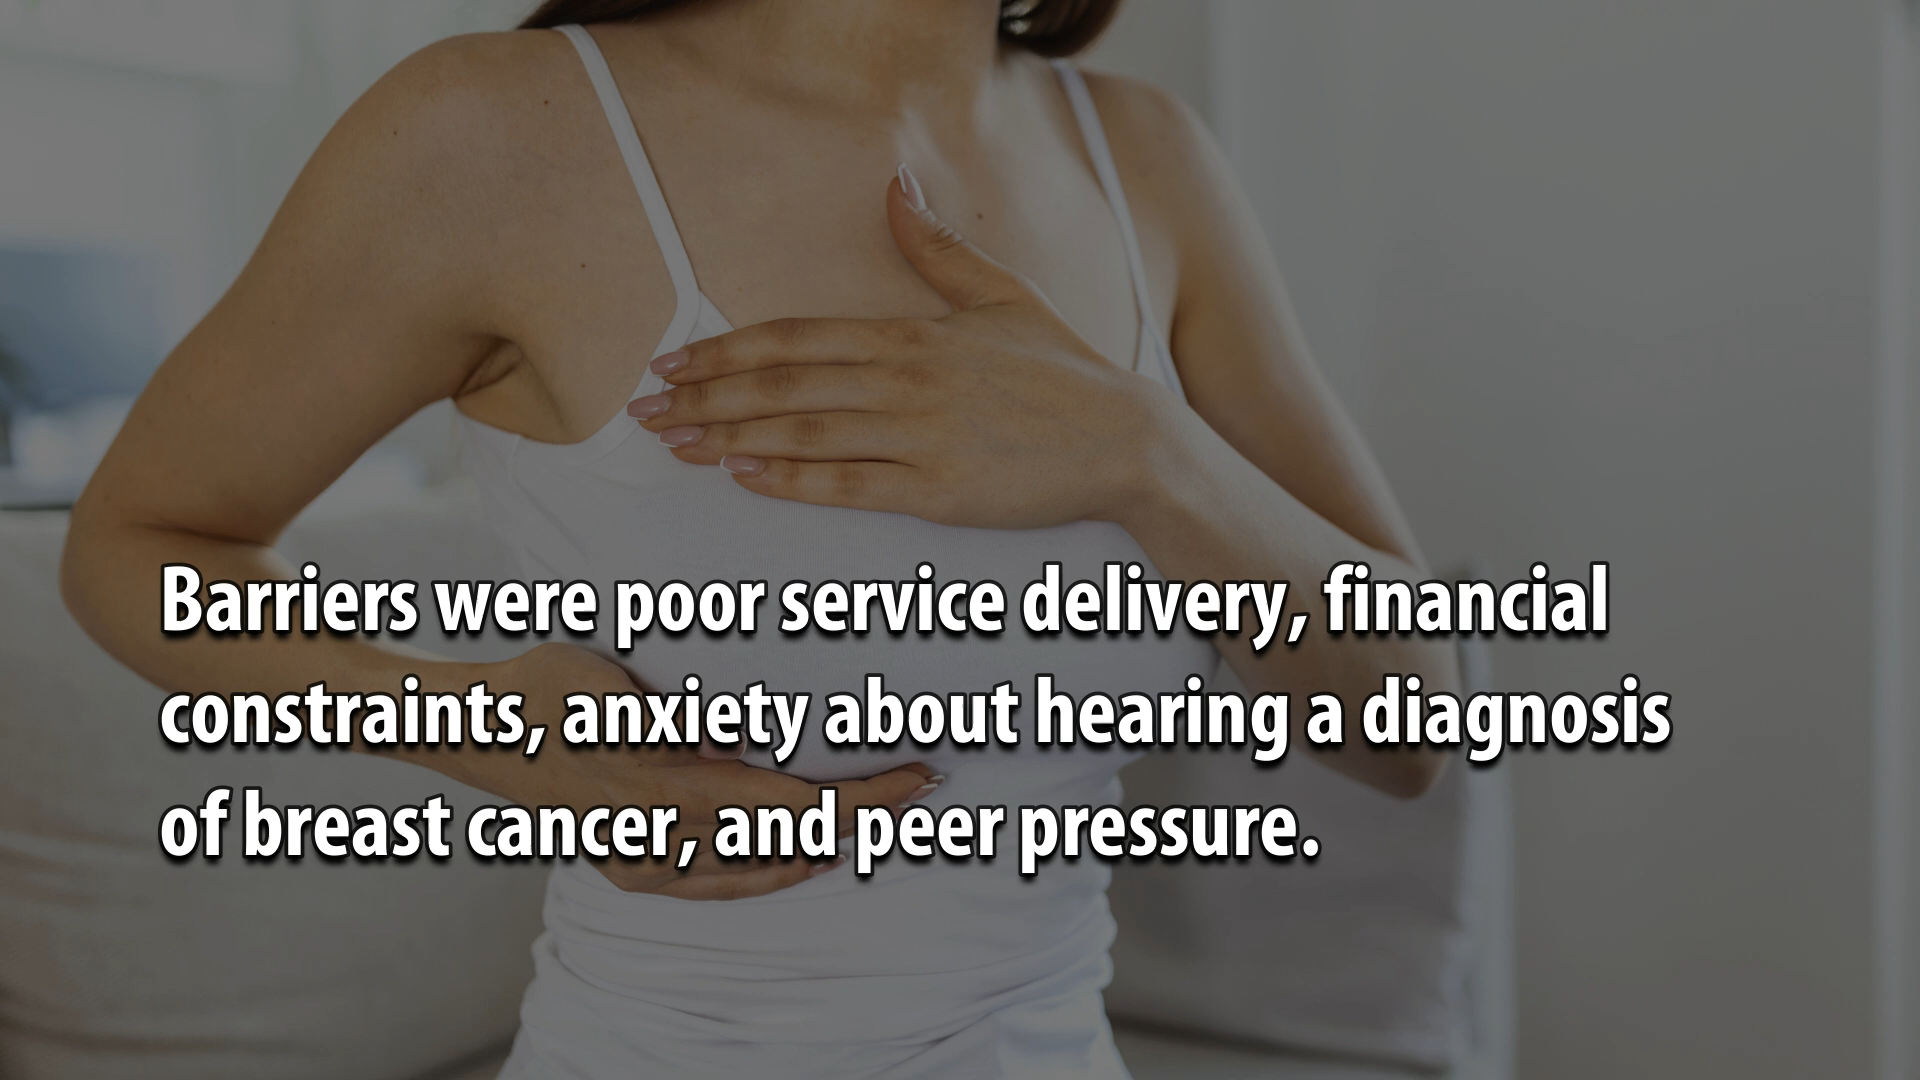 Barriers were poor service delivery, financial
constraints, anxiety about hearing a diagnosis
of breast cancer, and peer pressure.